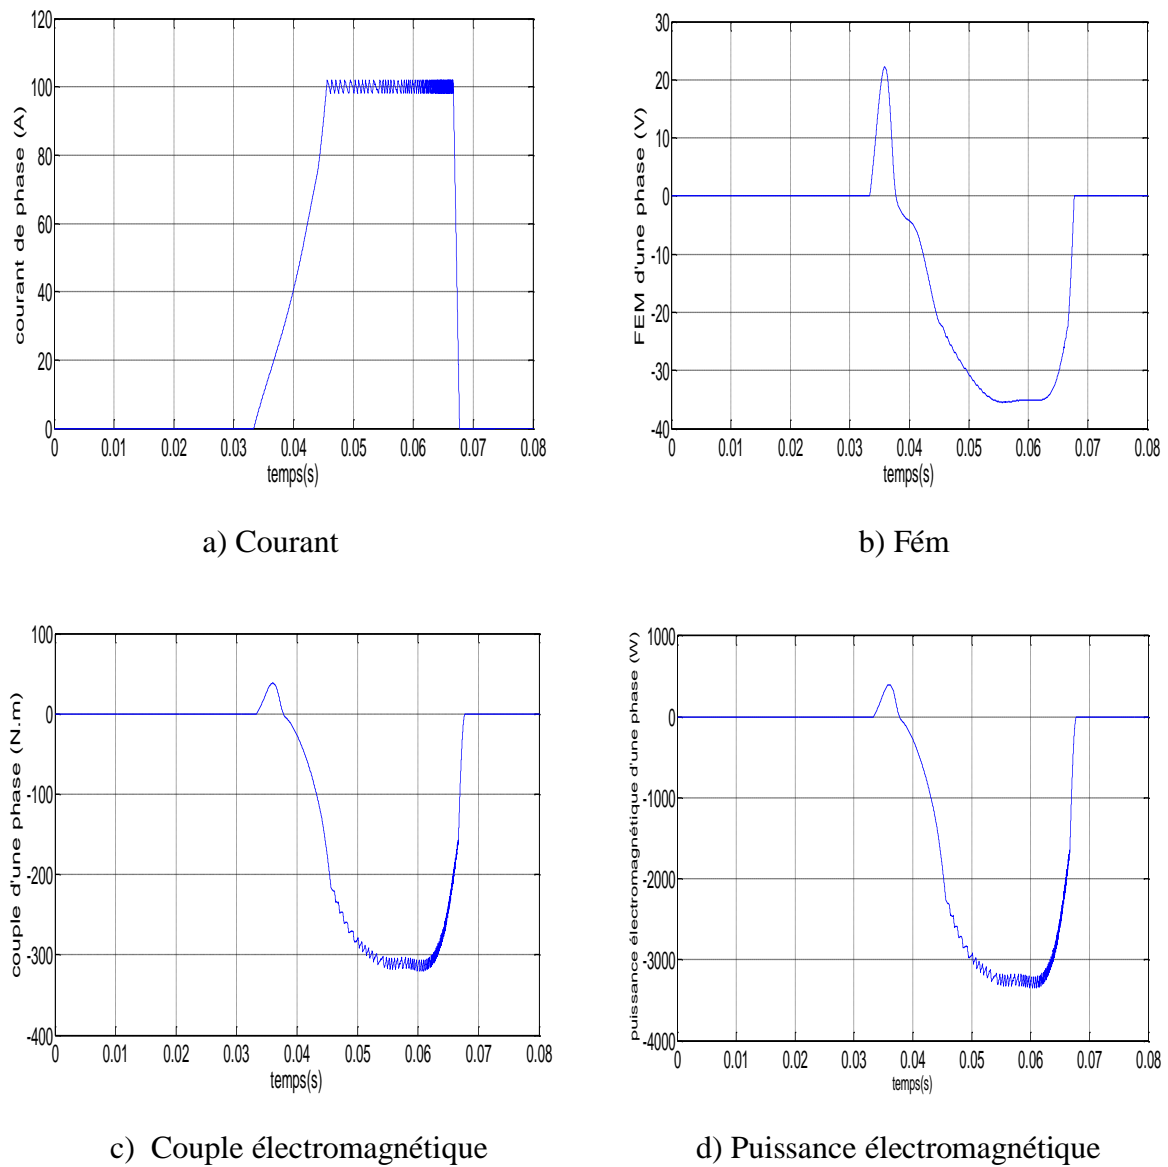 120
100
80
60
40
20
0
courant de phase (A)
0 0.01 0.02 0.03 0.04 0.05 0.06 0.07 0.08
temps(s)
a) Courant
30
20
10
0
-10
-20
-30
-40
FEM d'une phase (V)
0 0.01 0.02 0.03 0.04 0.05 0.06 0.07 0.08
temps(s)
b) Fém
100
0
-100
-200
-300
-400
couple d'une phase (N.m)
0 0.01 0.02 0.03 0.04 0.05 0.06 0.07 0.08
temps(s)
c) Couple électromagnétique
1000
0
-1000
-2000
-3000
-4000
puissance électromagnétique d'une phase (W)
0 0.01 0.02 0.03 0.04 0.05 0.06 0.07 0.08
temps(s)
d) Puissance électromagnétique